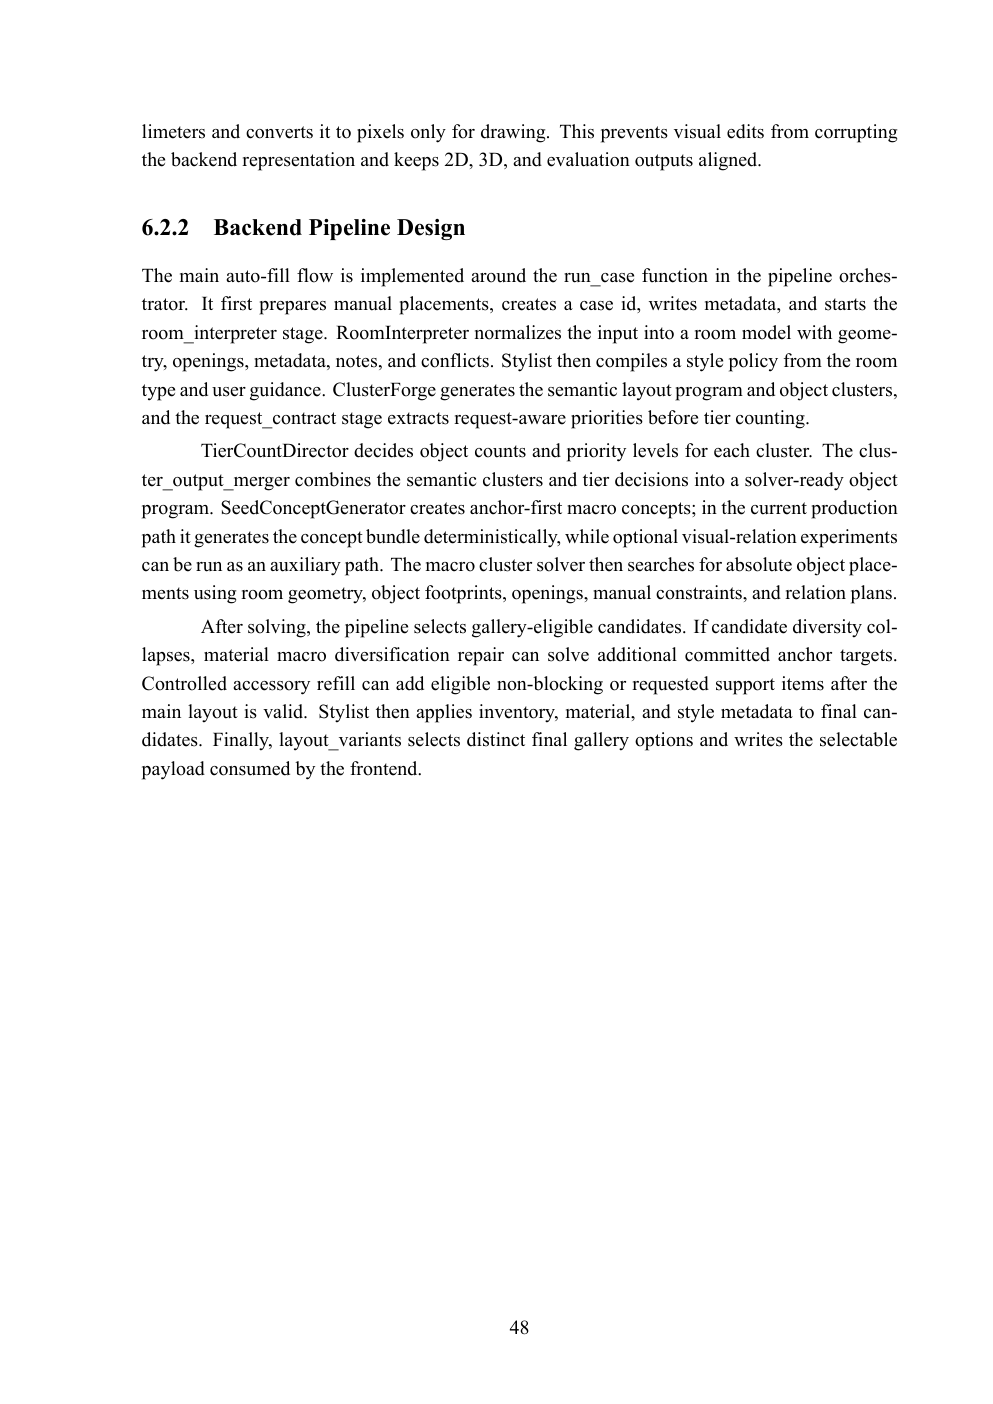 limeters and converts it to pixels only for drawing. This prevents visual edits from corrupting
the backend representation and keeps 2D, 3D, and evaluation outputs aligned.
6.2.2 Backend Pipeline Design
The main auto-fill flow is implemented around the run_case function in the pipeline orches-
trator. It first prepares manual placements, creates a case id, writes metadata, and starts the
room_interpreter stage. RoomInterpreter normalizes the input into a room model with geome-
try, openings, metadata, notes, and conflicts. Stylist then compiles a style policy from the room
type and user guidance. ClusterForge generates the semantic layout program and object clusters,
and the request_contract stage extracts request-aware priorities before tier counting.
TierCountDirector decides object counts and priority levels for each cluster. The clus-
ter_output_merger combines the semantic clusters and tier decisions into a solver-ready object
program. SeedConceptGenerator creates anchor-first macro concepts; in the current production
path it generates the concept bundle deterministically, while optional visual-relation experiments
can be run as an auxiliary path. The macro cluster solver then searches for absolute object place-
ments using room geometry, object footprints, openings, manual constraints, and relation plans.
After solving, the pipeline selects gallery-eligible candidates. If candidate diversity col-
lapses, material macro diversification repair can solve additional committed anchor targets.
Controlled accessory refill can add eligible non-blocking or requested support items after the
main layout is valid. Stylist then applies inventory, material, and style metadata to final can-
didates. Finally, layout_variants selects distinct final gallery options and writes the selectable
payload consumed by the frontend.
48